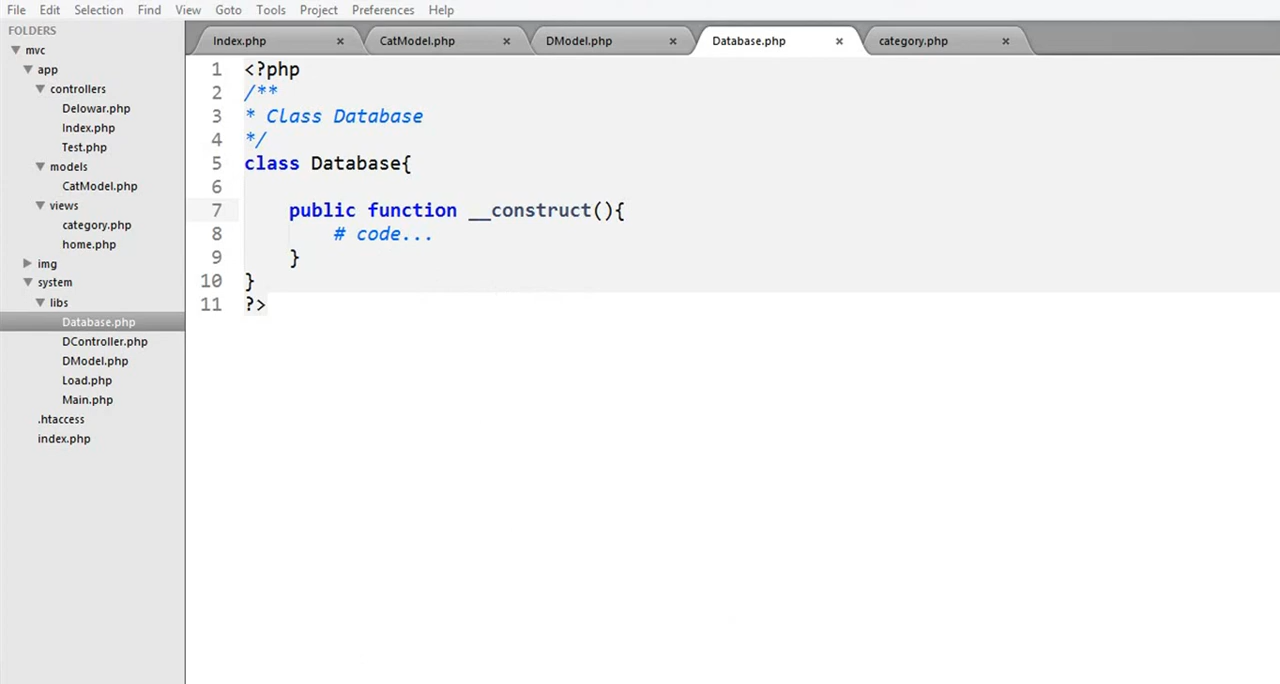 File Edit Selection Find View Goto Tools Project Preferences Help
FOLDERS
mvc
app
controllers
Delowar.php
Index.php
Test.php
models
CatModel.php
views
category.php
home.php
img
system
libs
Database.php
DController.php
DModel.php
Load.php
Main.php
.htaccess
index.php
Index.php × CatModel.php × DModel.php × Database.php × category.php ×
1 <?php
2 /**
3 * Class Database
4 */
5 class Database{
6
7 public function __construct(){
8 # code...
9 }
10 }
11 ?>